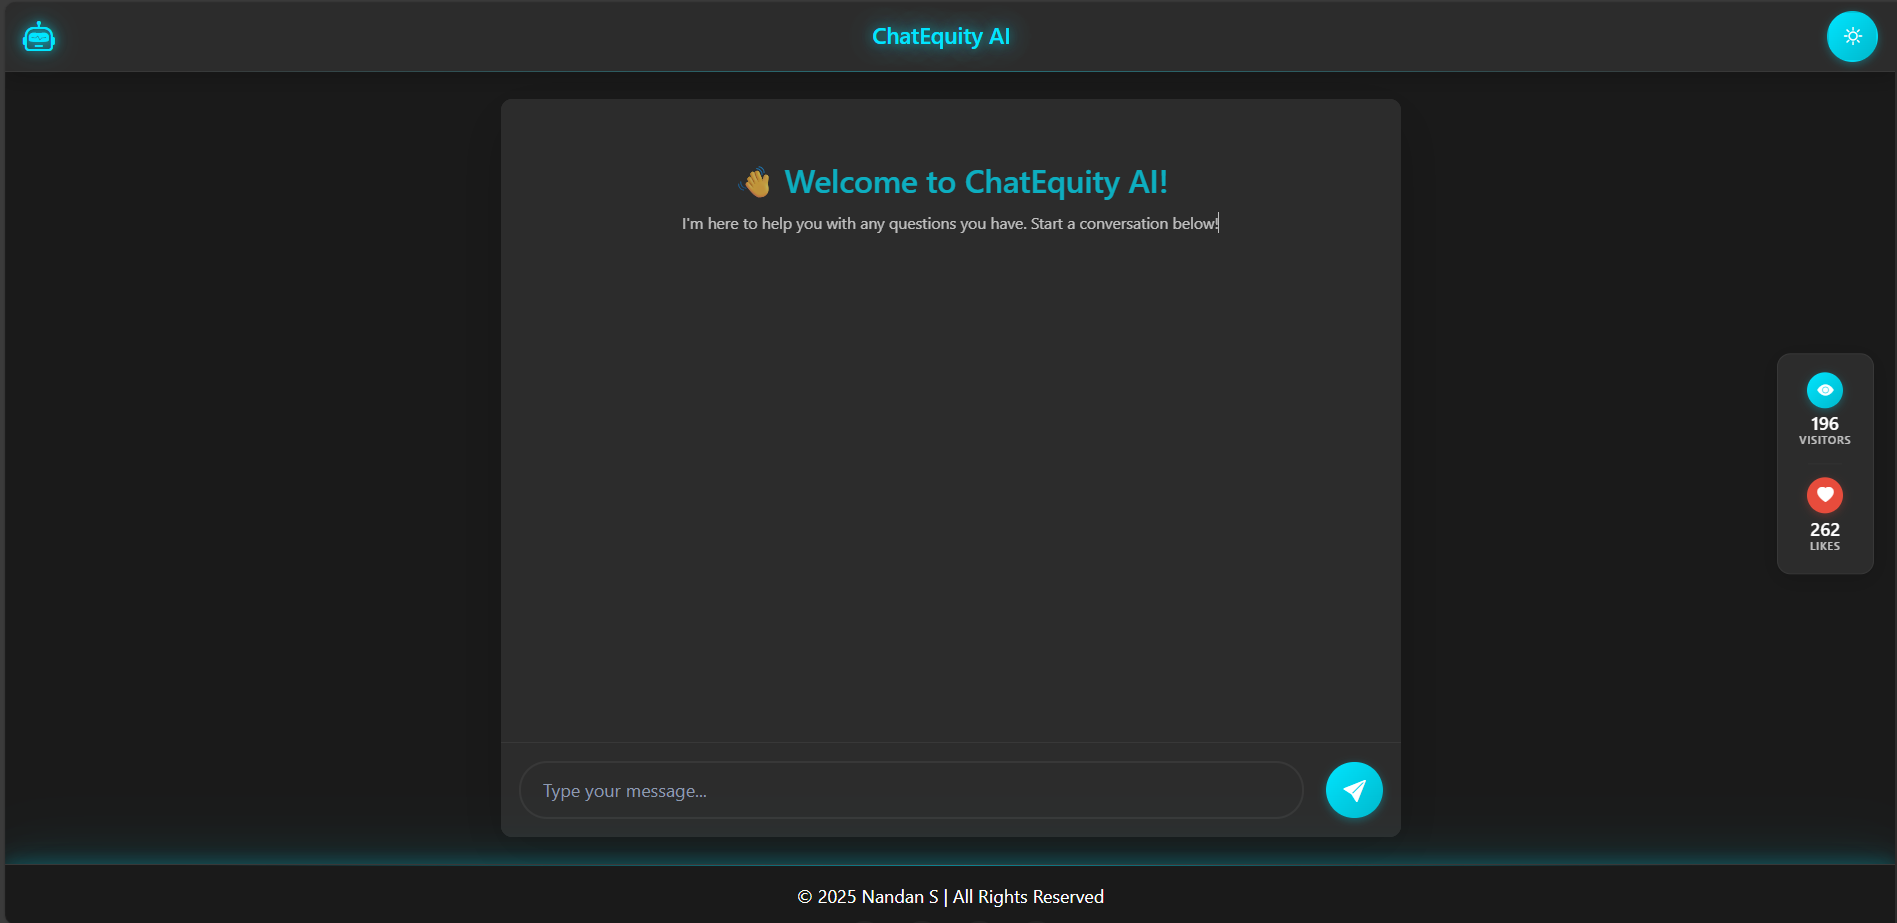 ChatEquity AI
👋 Welcome to ChatEquity AI!
I'm here to help you with any questions you have. Start a conversation below!
196
VISITORS
262
LIKES
Type your message...
© 2025 Nandan S | All Rights Reserved